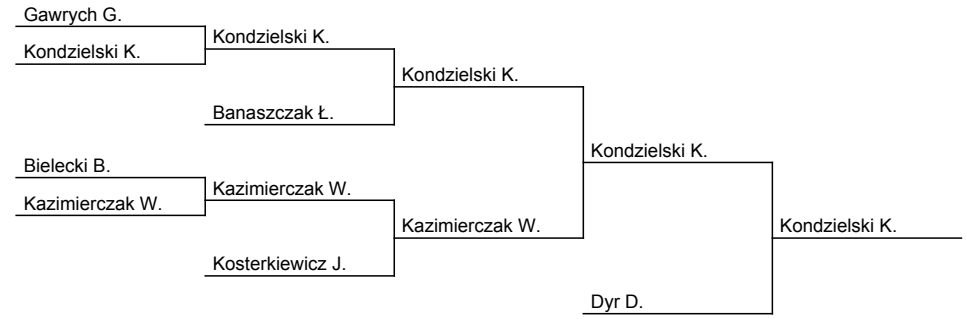 Gawrych G.
Kondzielski K.
Kondzielski K.
Kondzielski K.
Banaszczak Ł.
Kondzielski K.
Bielecki B.
Kazimierczak W.
Kazimierczak W.
Kazimierczak W.
Kondzielski K.
Kosterkiewicz J.
Dyr D.